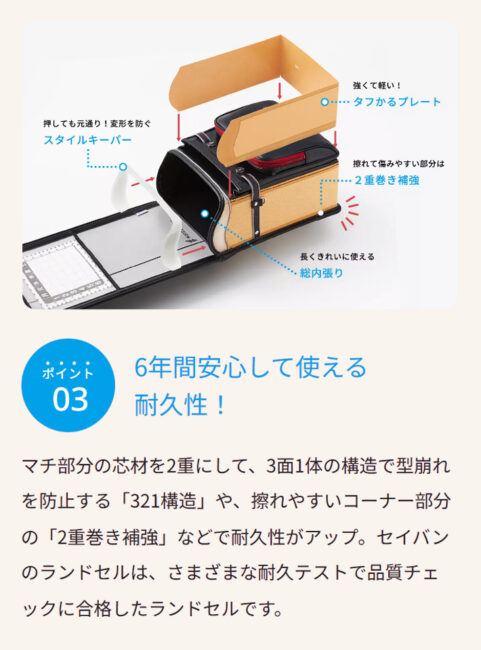 強くて軽い！
タフかるプレート
押しても元通り！変形を防ぐ
スタイルキーパー
擦れて傷みやすい部分は
２重巻き補強
長くきれいに使える
総内張り
ポイント
03
6年間安心して使える
耐久性！
マチ部分の芯材を2重にして、3面1体の構造で型崩れ
を防止する「321構造」や、擦れやすいコーナー部分
の「2重巻き補強」などで耐久性がアップ。セイバン
のランドセルは、さまざまな耐久テストで品質チェ
ックに合格したランドセルです。